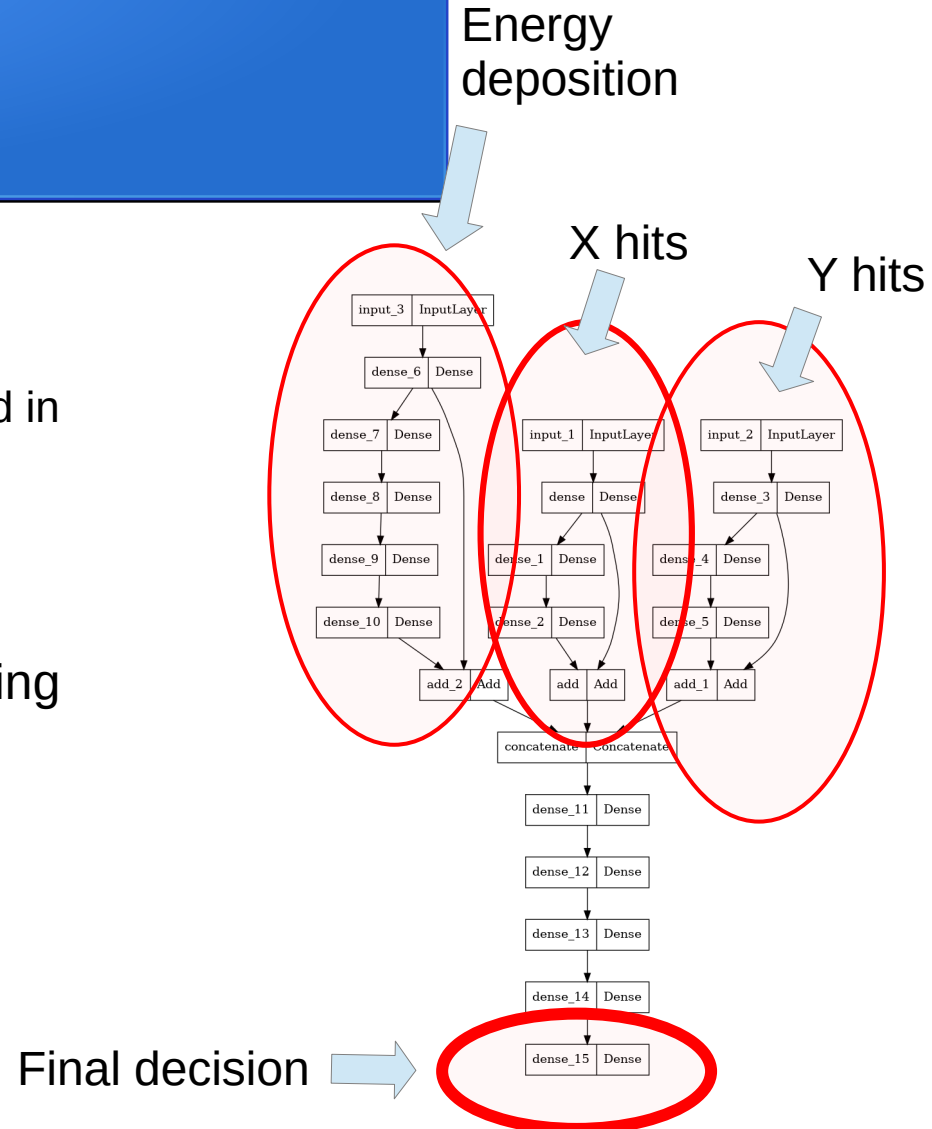 Energy
deposition
X hits
Y hits
input_3 InputLayer
dense_6 Dense
d in
dense_7 Dense
input_1 InputLayer
input_2 InputLayer
dense_8 Dense
dense Dense
dense_3 Dense
dense_9 Dense
dense_1 Dense
dense_4 Dense
dense_10 Dense
dense_2 Dense
dense_5 Dense
ing
add_2 Add
add Add
add_1 Add
concatenate Concatenate
dense_11 Dense
dense_12 Dense
dense_13 Dense
dense_14 Dense
Final decision
dense_15 Dense